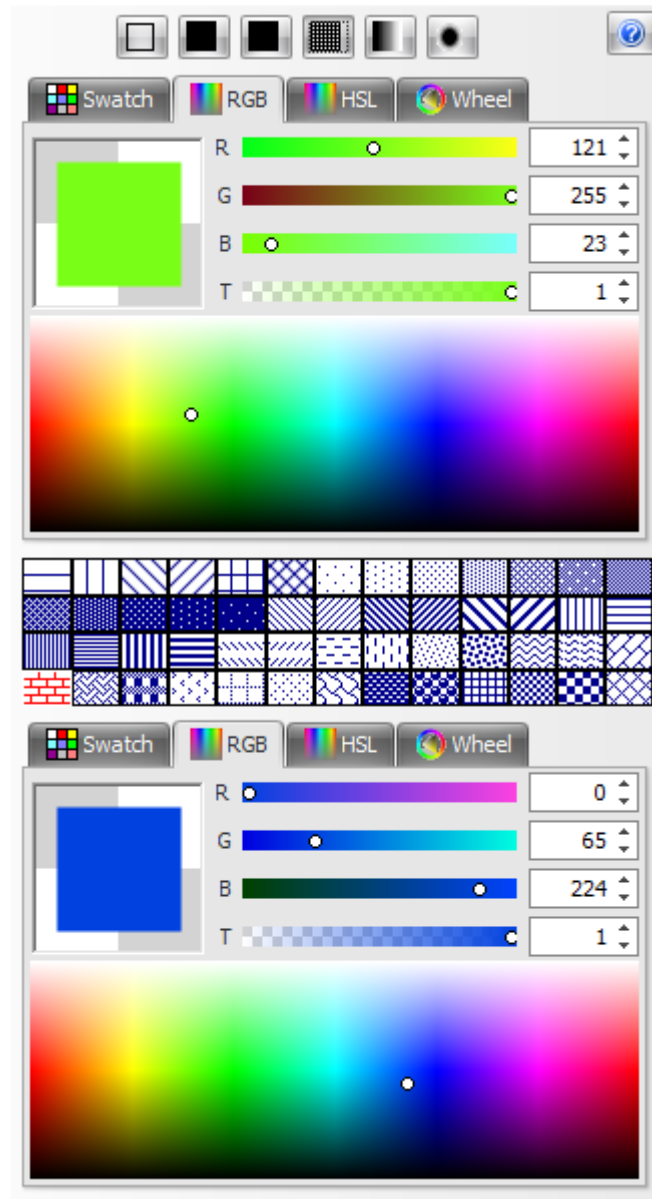 Swatch RGB HSL Wheel
R 121
G 255
B 23
T 1
Swatch RGB HSL Wheel
R 0
G 65
B 224
T 1